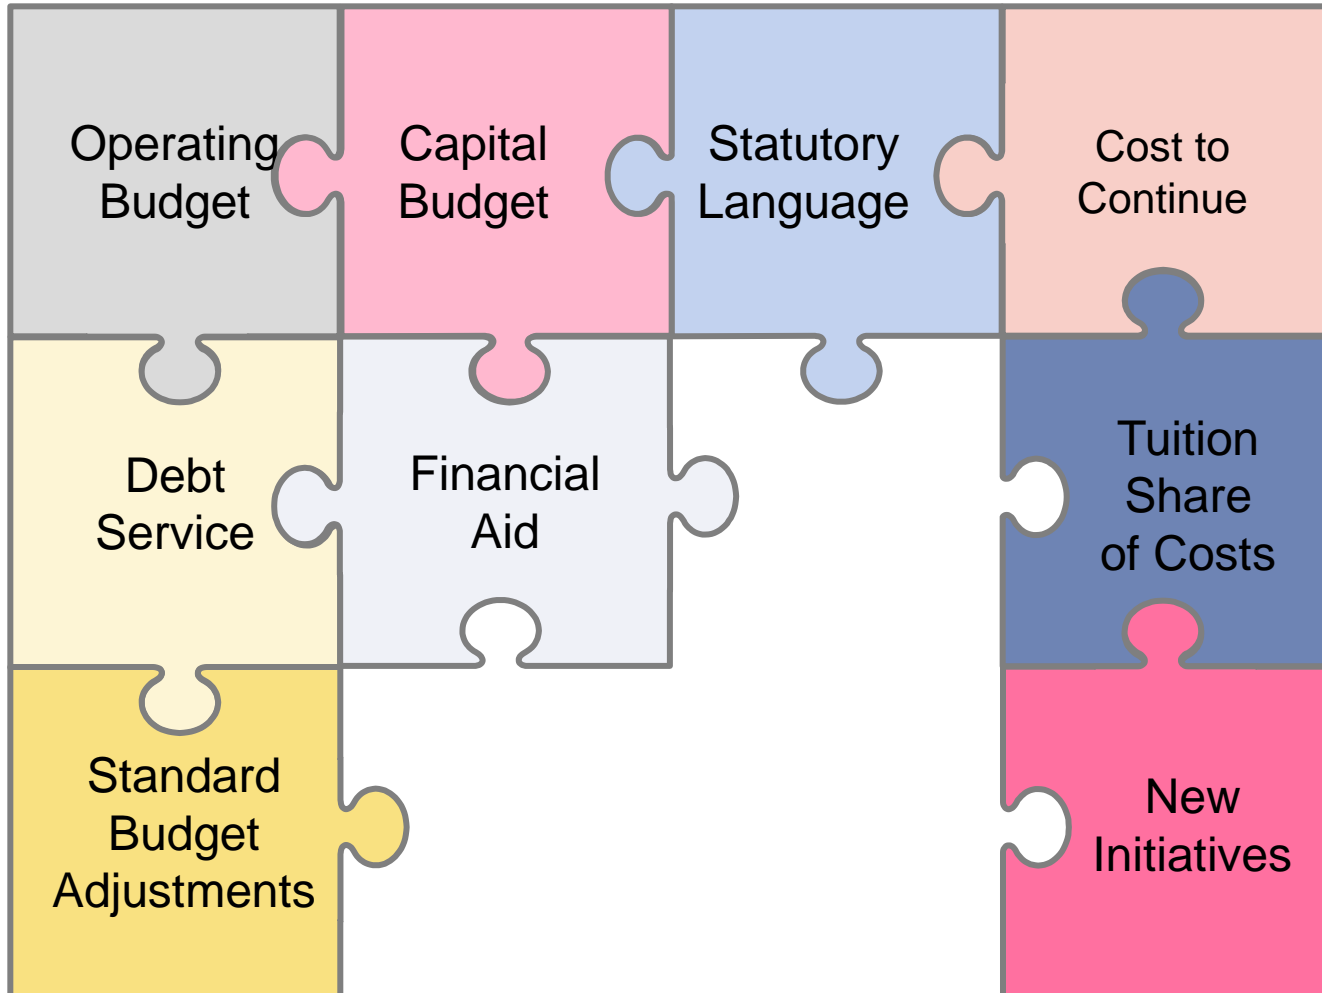 Operating
Budget
Capital
Budget
Statutory
Language
Cost to
Continue
Debt
Service
Financial
Aid
Tuition
Share
of Costs
Standard
Budget
Adjustments
New
Initiatives